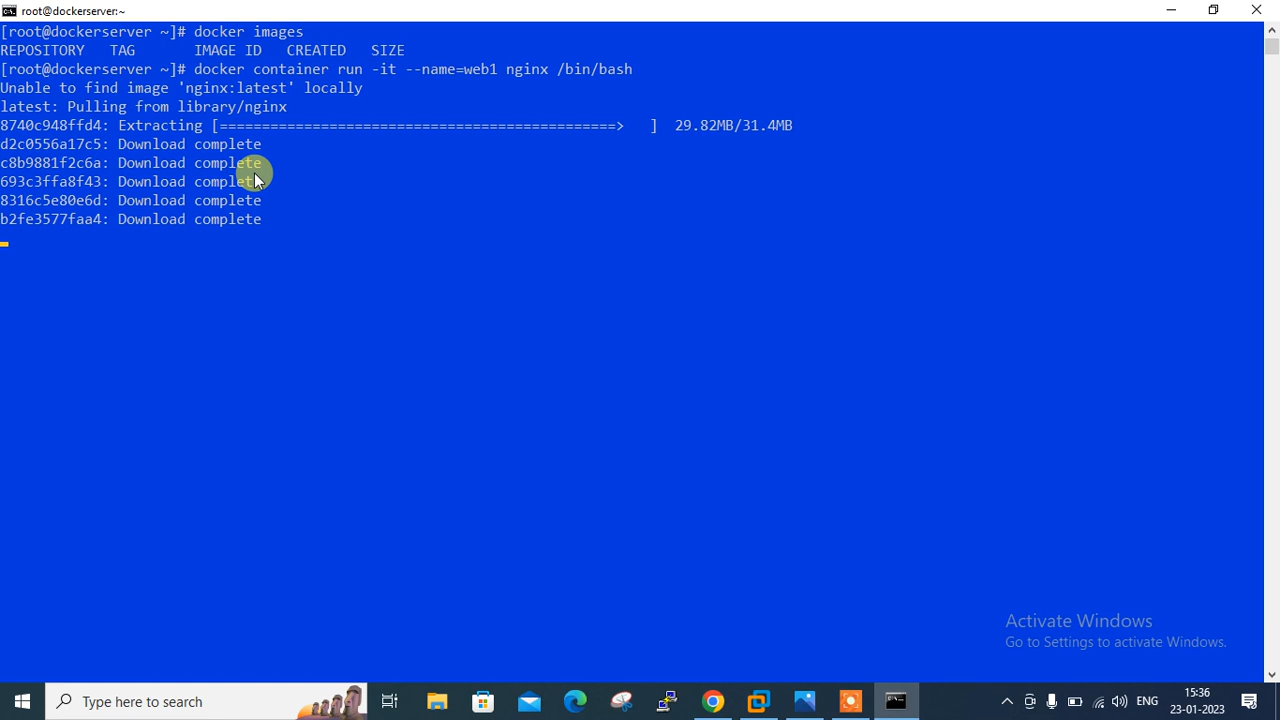 root@dockerserver:~
[root@dockerserver ~]# docker images
REPOSITORY   TAG       IMAGE ID   CREATED   SIZE
[root@dockerserver ~]# docker container run -it --name=web1 nginx /bin/bash
Unable to find image 'nginx:latest' locally
latest: Pulling from library/nginx
8740c948ffd4: Extracting [===============================================>   ]  29.82MB/31.4MB
d2c0556a17c5: Download complete
c8b9881f2c6a: Download complete
693c3ffa8f43: Download complete
8316c5e80e6d: Download complete
b2fe3577faa4: Download complete
Activate Windows
Go to Settings to activate Windows.
Type here to search
ENG
15:36
23-01-2023